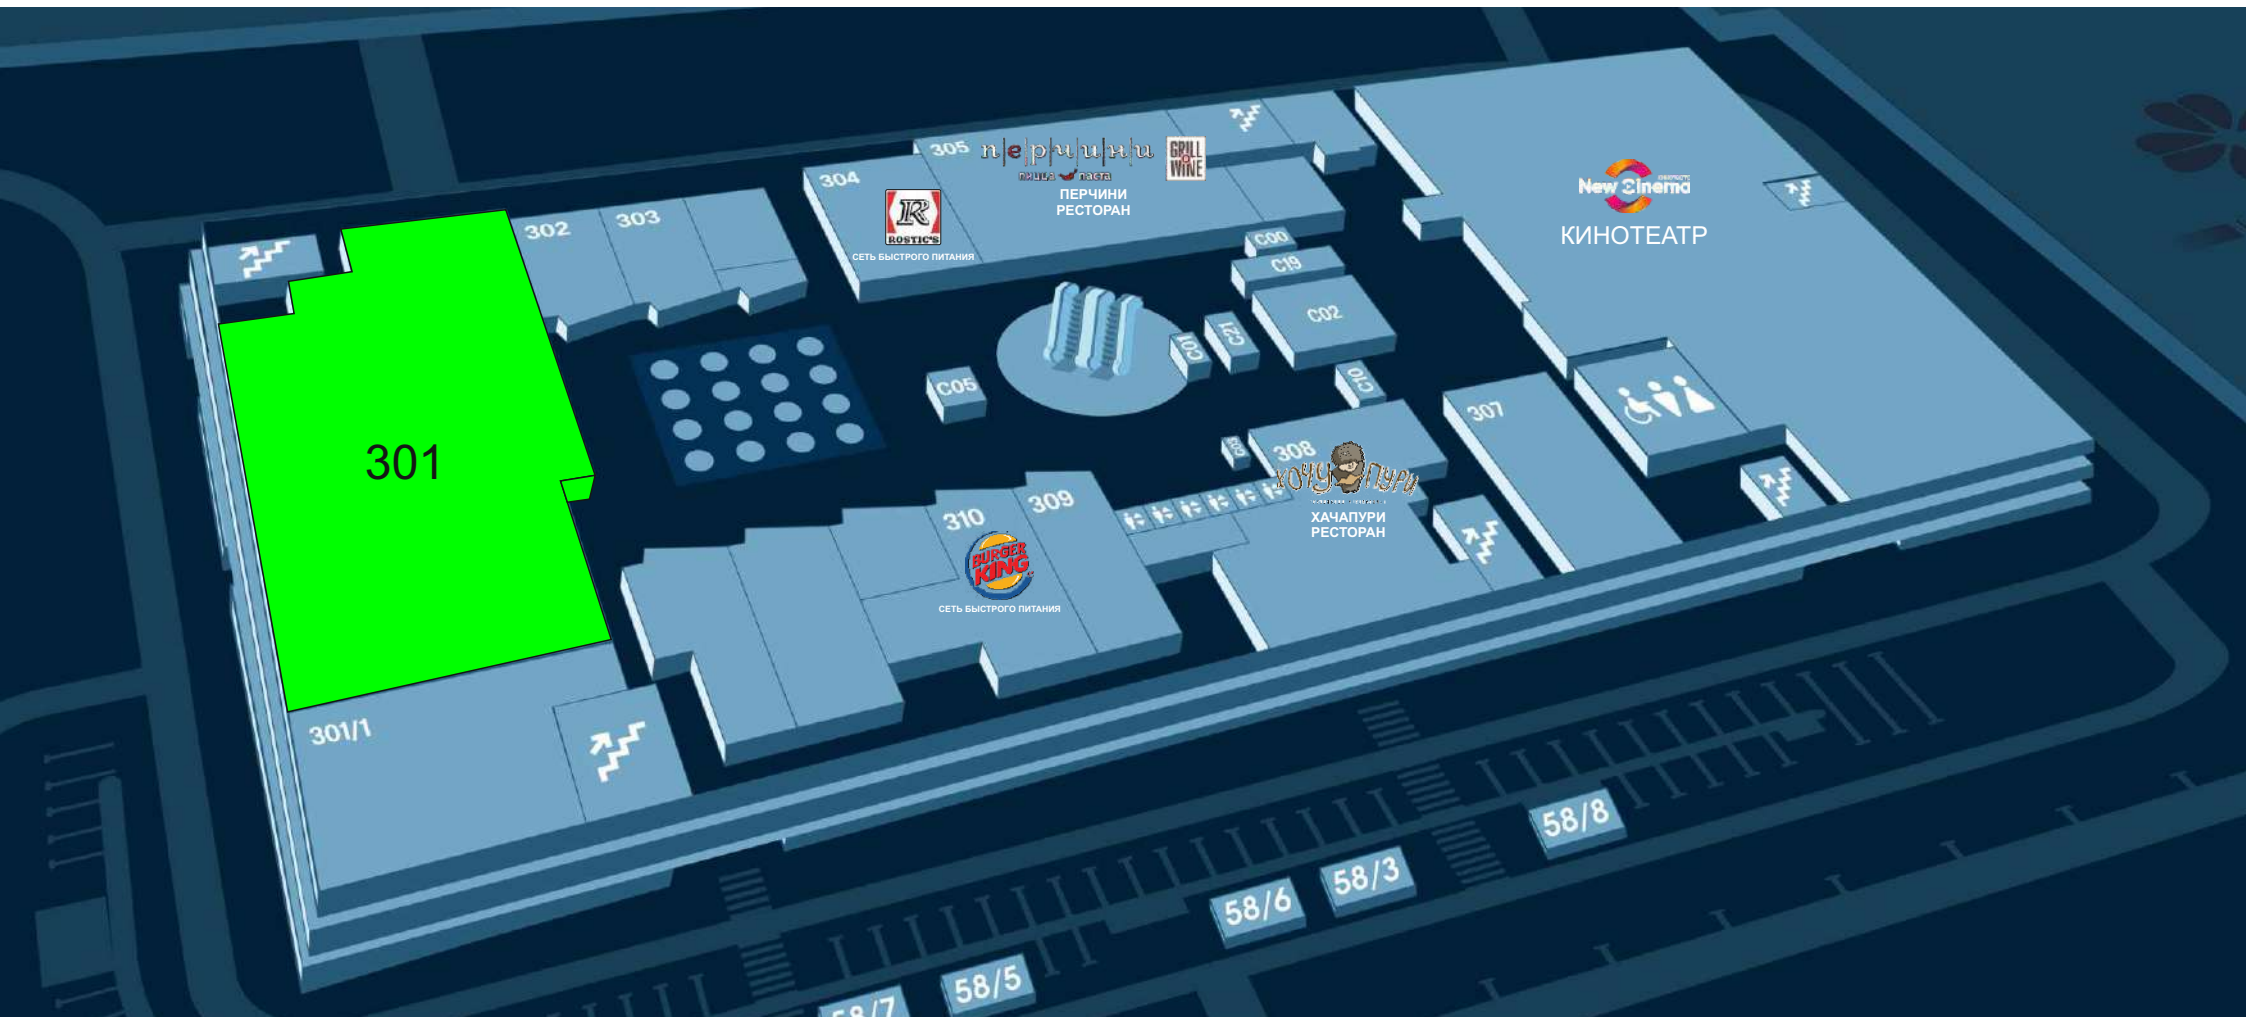 305
п|е|р|ч|и|н|и
пицца паста
GRILL
WINE
304
ПЕРЧИНИ
РЕСТОРАН
R
ROSTIC'S
СЕТЬ БЫСТРОГО ПИТАНИЯ
New Cinema
КИНОТЕАТР
302
303
C00
C19
C02
C21
C01
C05
C10
307
301
308
ХОЧУ ПУРИ
ХАЧАПУРИ
РЕСТОРАН
310
309
BURGER
KING
СЕТЬ БЫСТРОГО ПИТАНИЯ
301/1
58/8
58/3
58/6
58/5
58/7